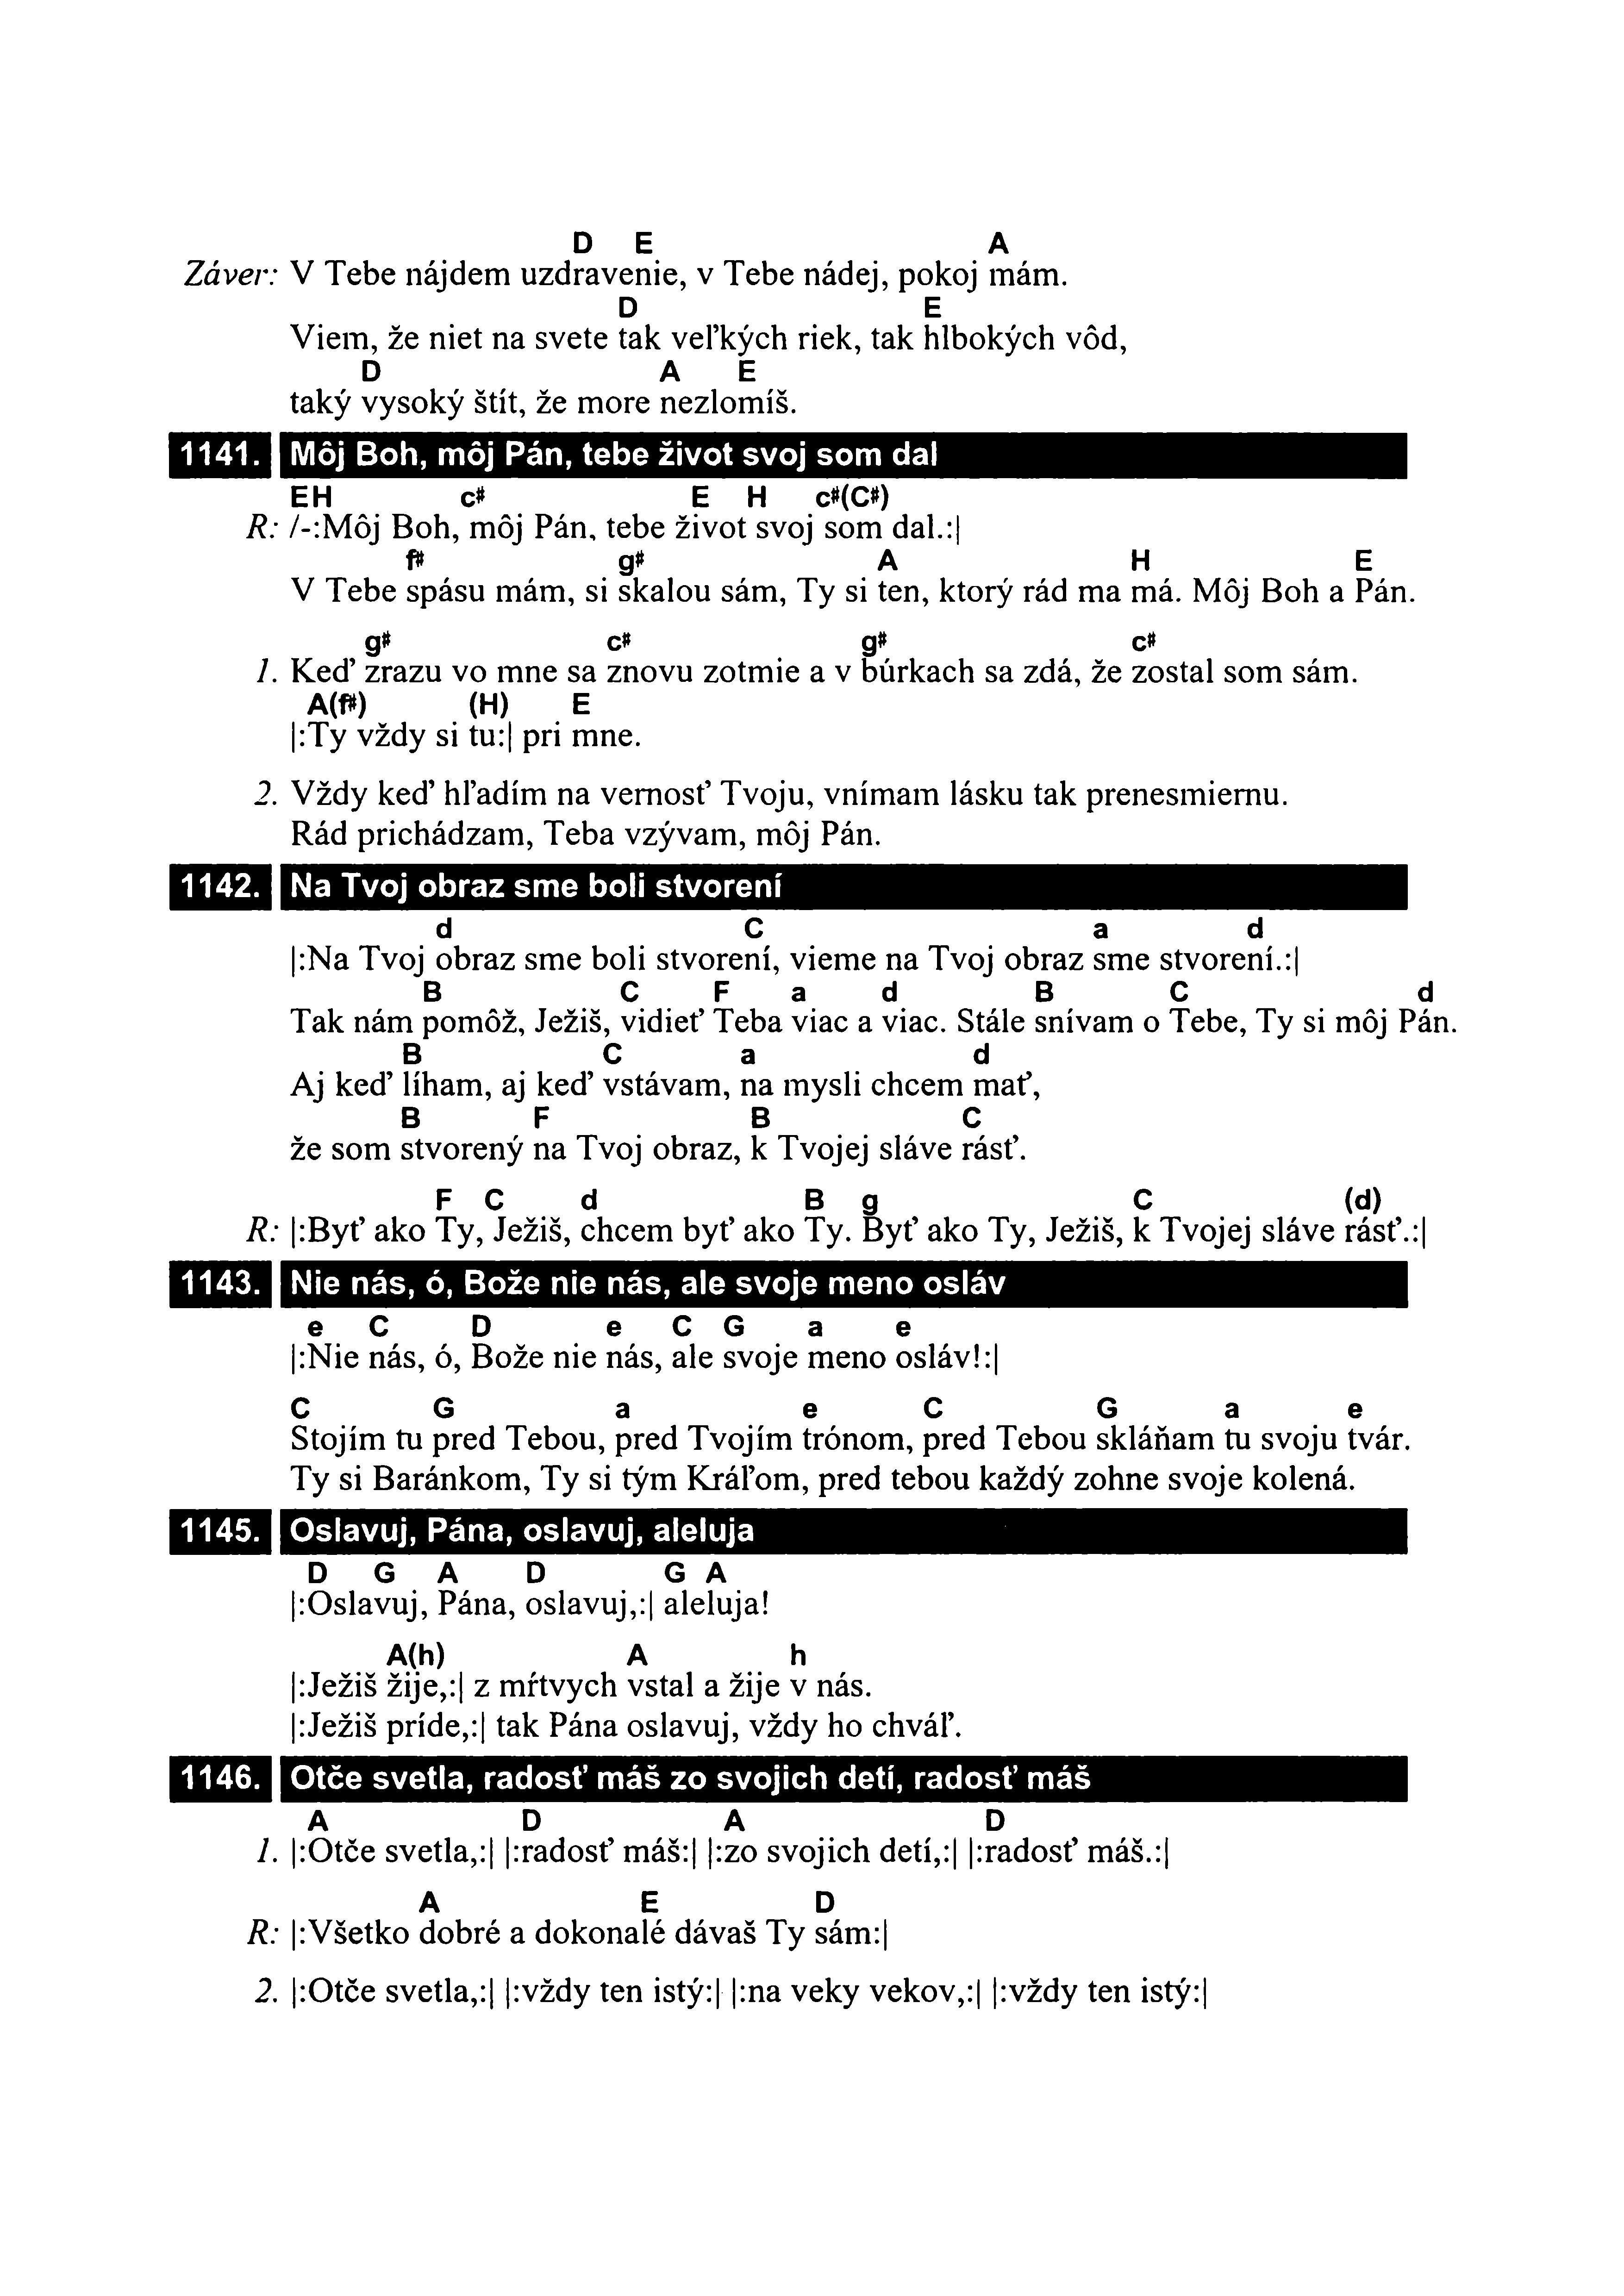 D E A
Záver: V Tebe nájdem uzdravenie, v Tebe nádej, pokoj mám.
D E
Viem, že niet na svete tak veľkých riek, tak hlbokých vôd,
D A E
taký vysoký štít, že more nezlomíš.
1141. Môj Boh, môj Pán, tebe život svoj som dal
E H c# E H c#(C#)
R: /-:Môj Boh, môj Pán, tebe život svoj som dal.:|
f# g# A H E
V Tebe spásu mám, si skalou sám, Ty si ten, ktorý rád ma má. Môj Boh a Pán.
g# c# g# c#
1. Keď zrazu vo mne sa znovu zotmie a v búrkach sa zdá, že zostal som sám.
A(f#) (H) E
|:Ty vždy si tu:| pri mne.
2. Vždy keď hľadím na vernosť Tvoju, vnímam lásku tak prenesmiernu.
Rád prichádzam, Teba vzývam, môj Pán.
1142. Na Tvoj obraz sme boli stvorení
d C a d
|:Na Tvoj obraz sme boli stvorení, vieme na Tvoj obraz sme stvorení.:|
B C F a d B C d
Tak nám pomôž, Ježiš, vidieť Teba viac a viac. Stále snívam o Tebe, Ty si môj Pán.
B C a d
Aj keď líham, aj keď vstávam, na mysli chcem mať,
B F B C
že som stvorený na Tvoj obraz, k Tvojej sláve rásť.
F C d B g C (d)
R: |:Byť ako Ty, Ježiš, chcem byť ako Ty. Byť ako Ty, Ježiš, k Tvojej sláve rásť.:|
1143. Nie nás, ó, Bože nie nás, ale svoje meno osláv
e C D e C G a e
|:Nie nás, ó, Bože nie nás, ale svoje meno osláv!:|
C G a e C G a e
Stojím tu pred Tebou, pred Tvojím trónom, pred Tebou skláňam tu svoju tvár.
Ty si Baránkom, Ty si tým Kráľom, pred tebou každý zohne svoje kolená.
1145. Oslavuj, Pána, oslavuj, aleluja
D G A D G A
|:Oslavuj, Pána, oslavuj,:| aleluja!
A(h) A h
|:Ježiš žije,:| z mŕtvych vstal a žije v nás.
|:Ježiš príde,:| tak Pána oslavuj, vždy ho chváľ.
1146. Otče svetla, radosť máš zo svojich detí, radosť máš
A D A D
1. |:Otče svetla,:| |:radosť máš:| |:zo svojich detí,:| |:radosť máš.:|
A E D
R: |:Všetko dobré a dokonalé dávaš Ty sám:|
2. |:Otče svetla,:| |:vždy ten istý:| |:na veky vekov,:| |:vždy ten istý:|